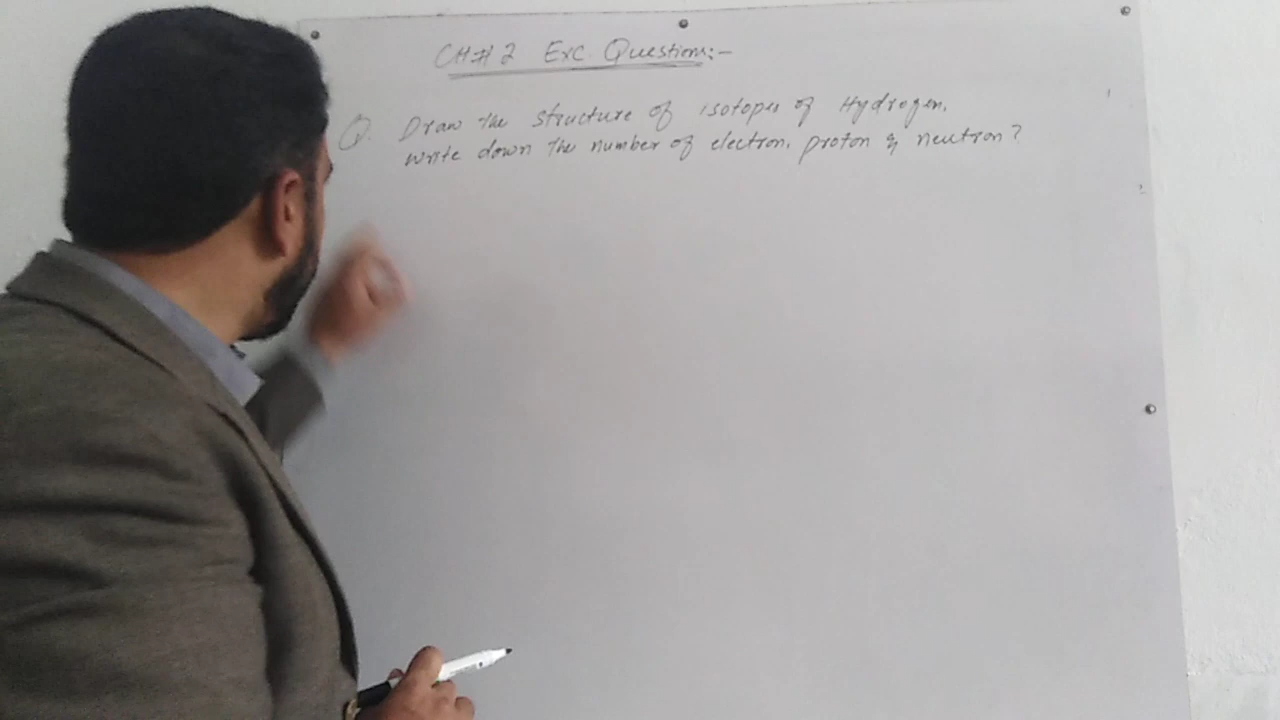 CH#2 Exc. Questions:-
Q. Draw the structure of isotopes of Hydrogen.
write down the number of electron, proton & neutron?